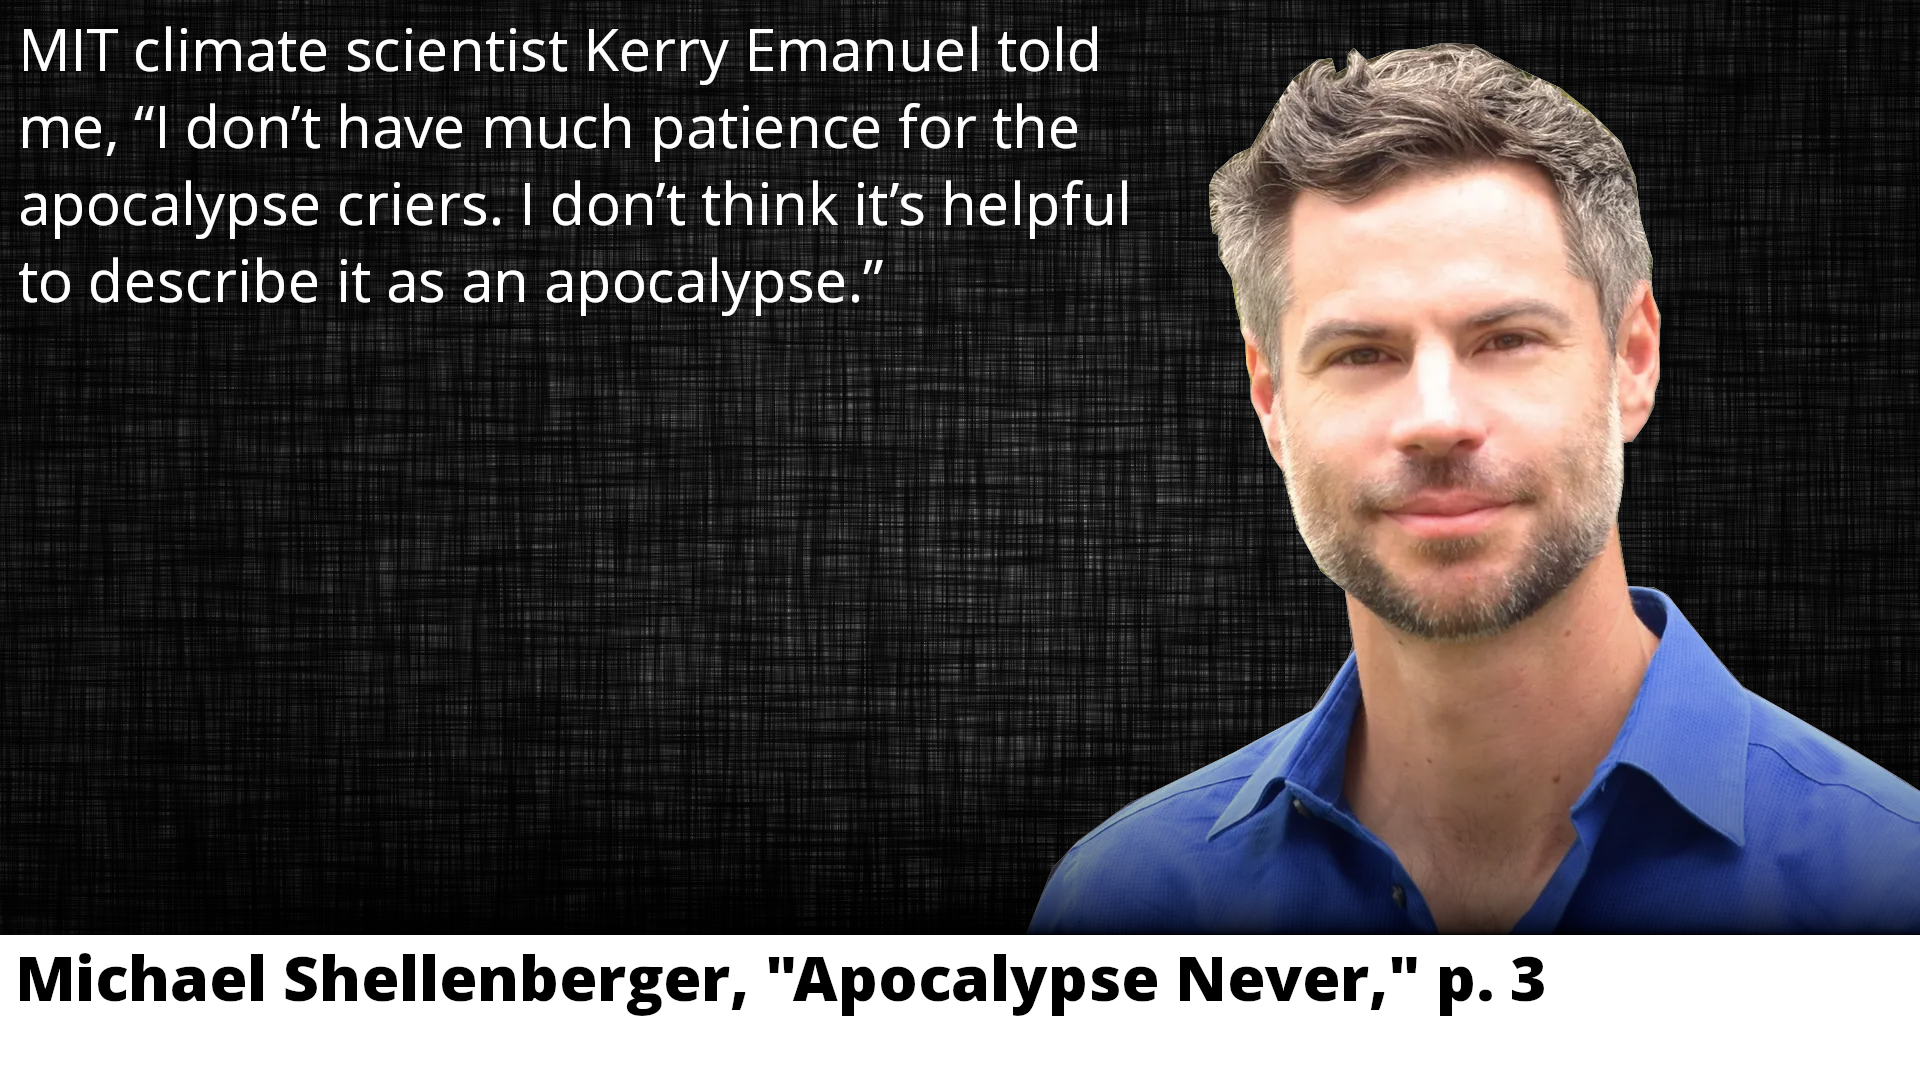 MIT climate scientist Kerry Emanuel told
me, “I don’t have much patience for the
apocalypse criers. I don’t think it’s helpful
to describe it as an apocalypse.”
Michael Shellenberger, "Apocalypse Never," p. 3